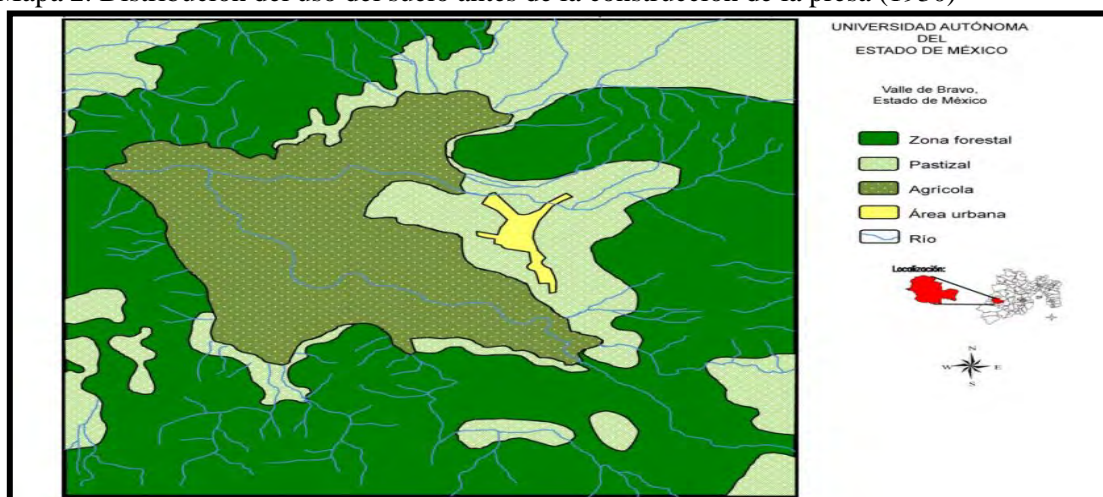 Mapa 2. Distribución del uso del suelo antes de la construcción de la presa (1936)
UNIVERSIDAD AUTÓNOMA
DEL
ESTADO DE MÉXICO
Valle de Bravo,
Estado de México
Zona forestal
Pastizal
Agrícola
Área urbana
Río
Localización:
N
W E
S